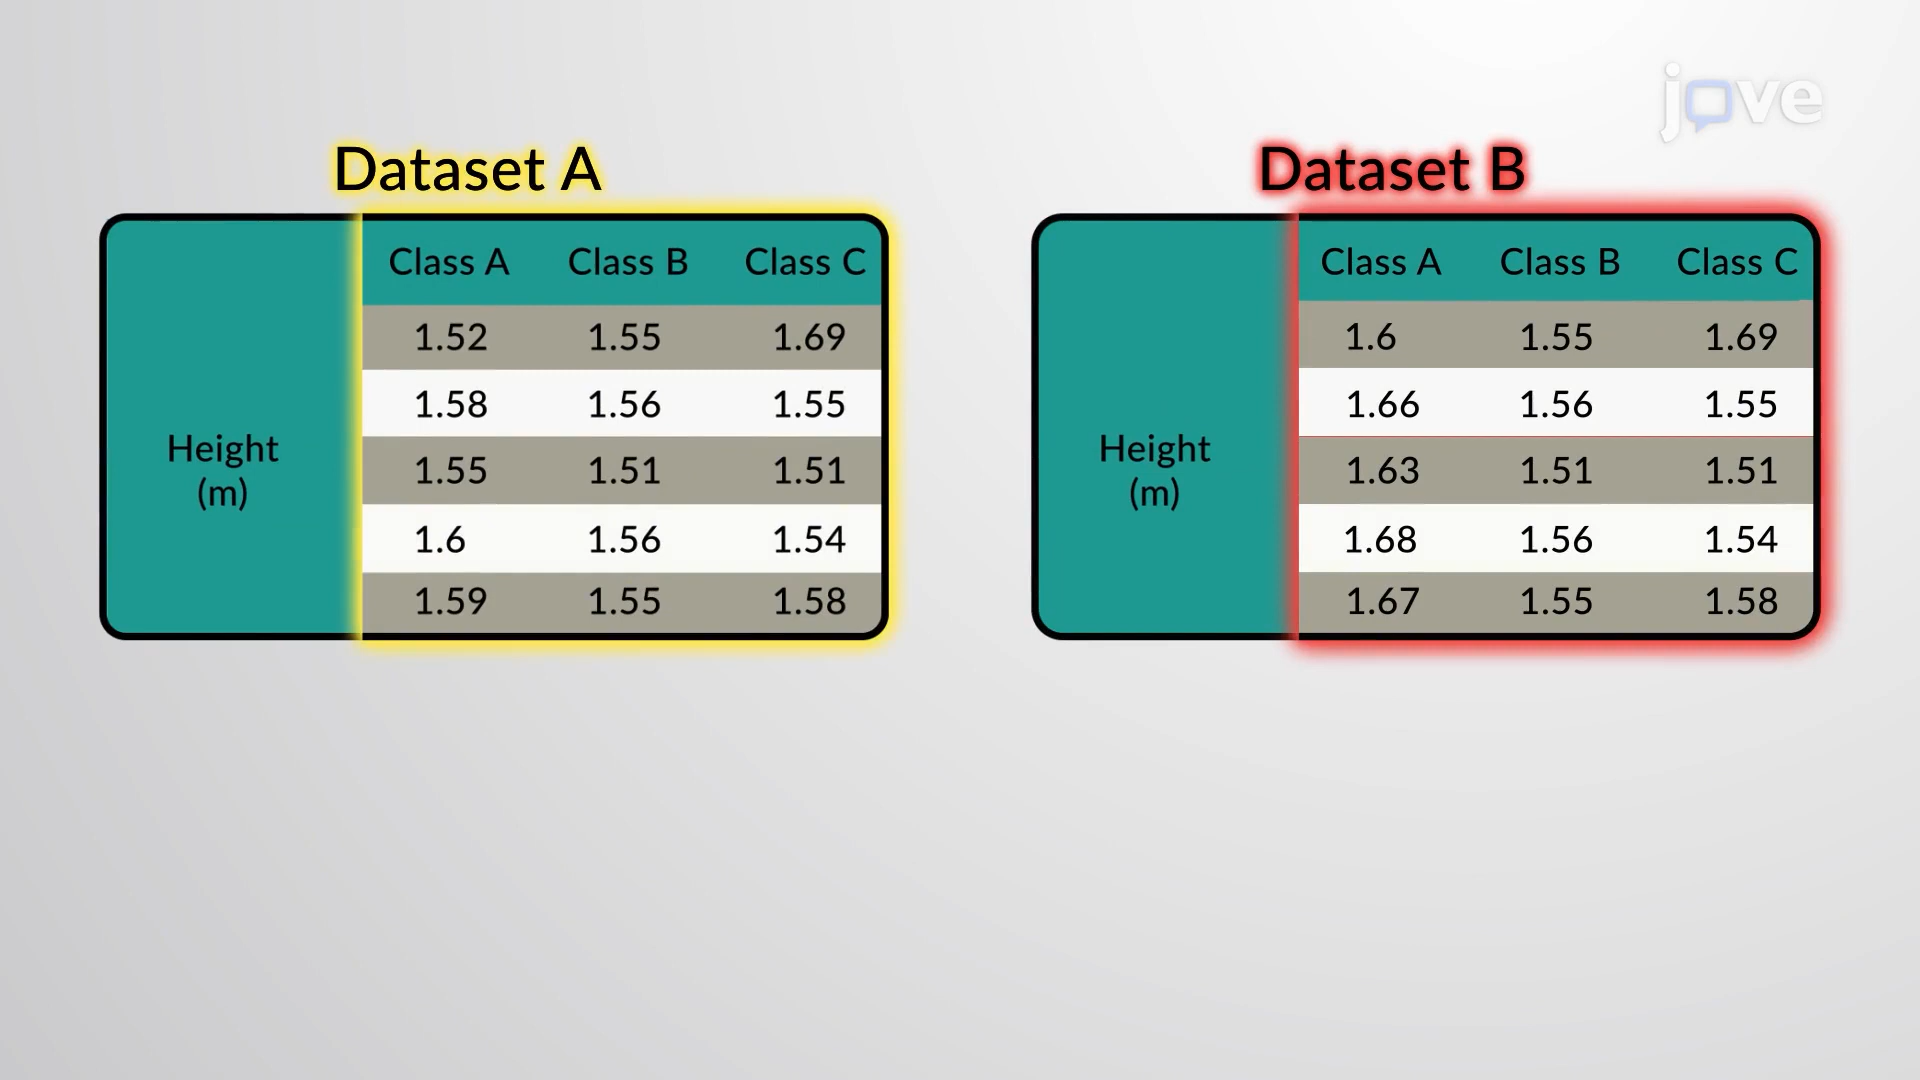 jove
Dataset A
Class A Class B Class C
1.52 1.55 1.69
1.58 1.56 1.55
Height
(m)
1.55 1.51 1.51
1.6 1.56 1.54
1.59 1.55 1.58
Dataset B
Class A Class B Class C
1.6 1.55 1.69
1.66 1.56 1.55
Height
(m)
1.63 1.51 1.51
1.68 1.56 1.54
1.67 1.55 1.58